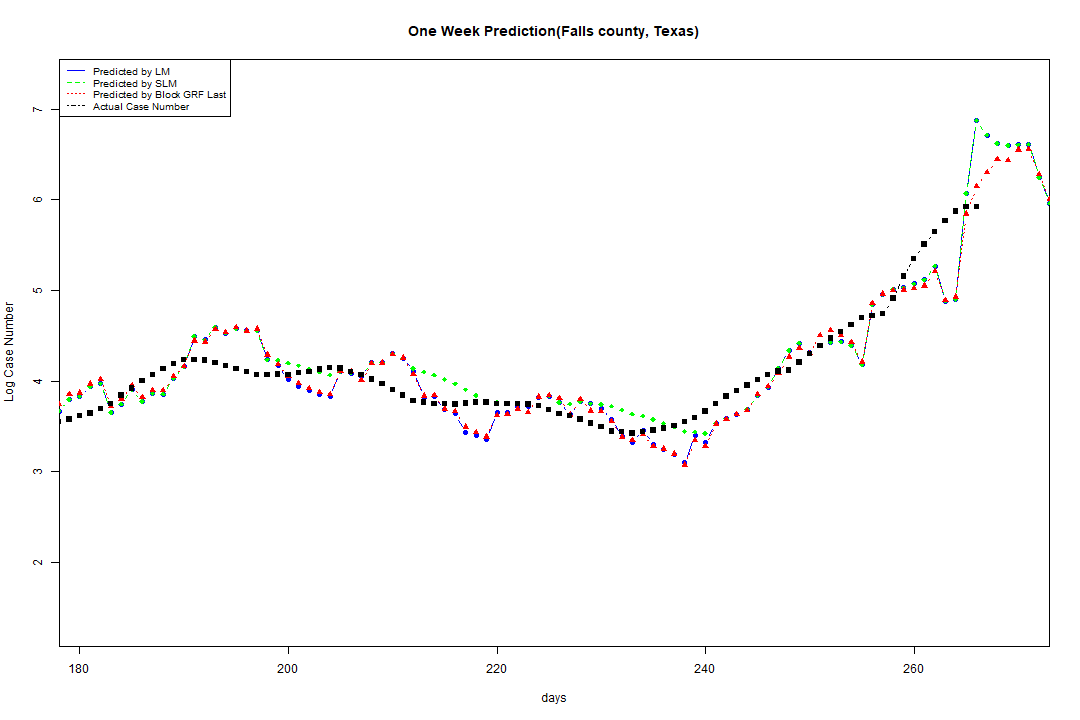 One Week Prediction(Falls county, Texas)
Predicted by LM
Predicted by SLM
Predicted by Block GRF Last
Actual Case Number
7
6
5
4
3
2
Log Case Number
180 200 220 240 260
days